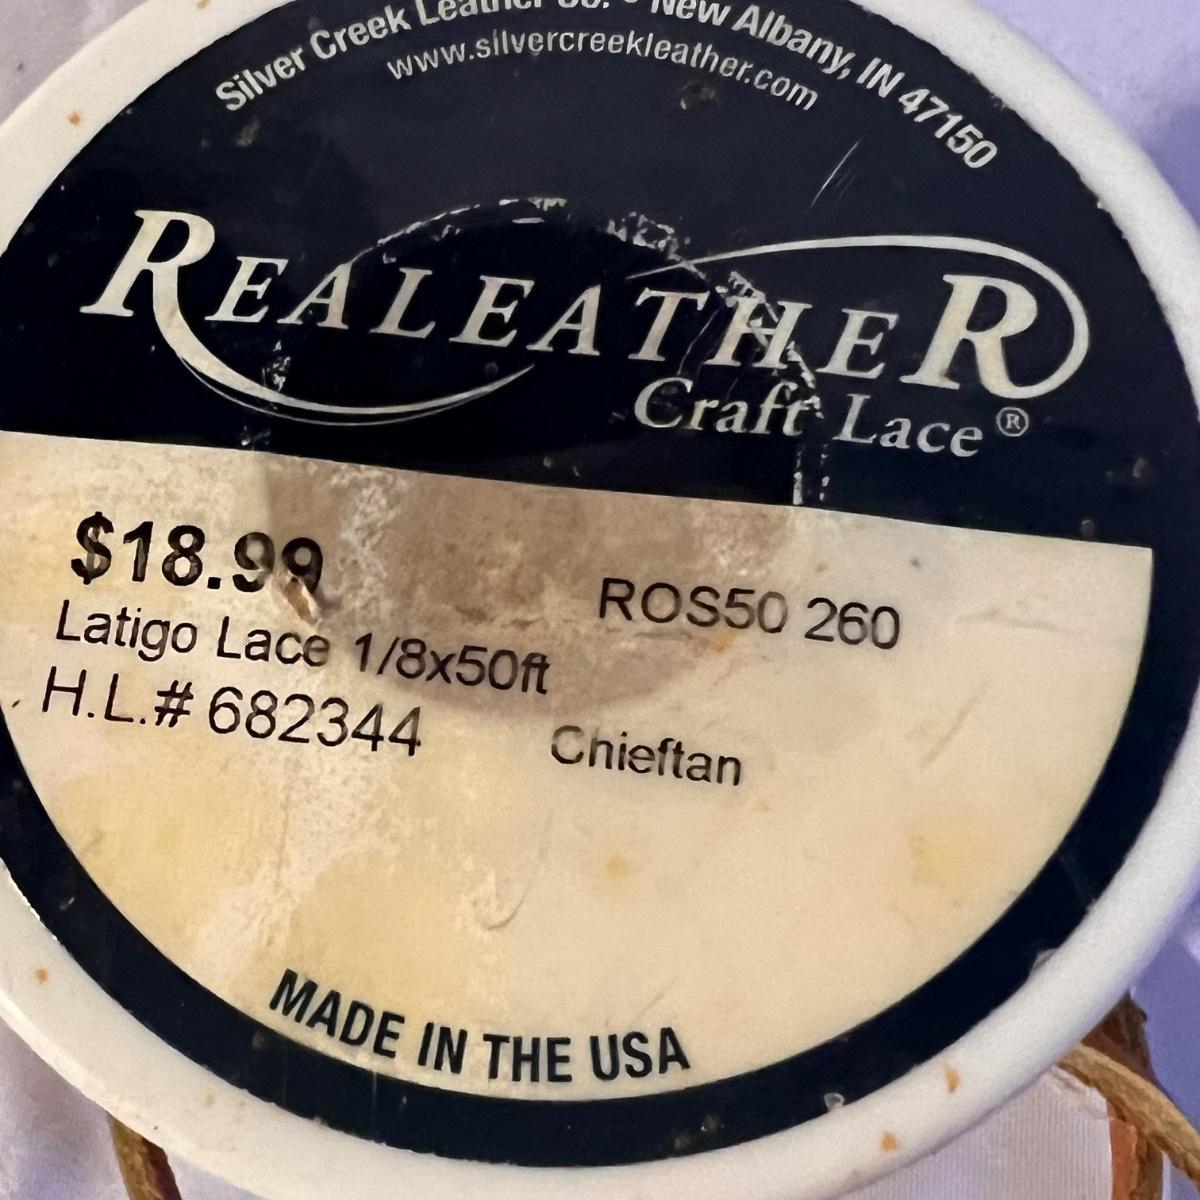 Silver Creek Leather Co. • New Albany, IN 47150
www.silvercreekleather.com
REALEATHER
Craft Lace®
$18.99
ROS50 260
Latigo Lace 1/8x50ft
H.L.# 682344
Chieftan
MADE IN THE USA